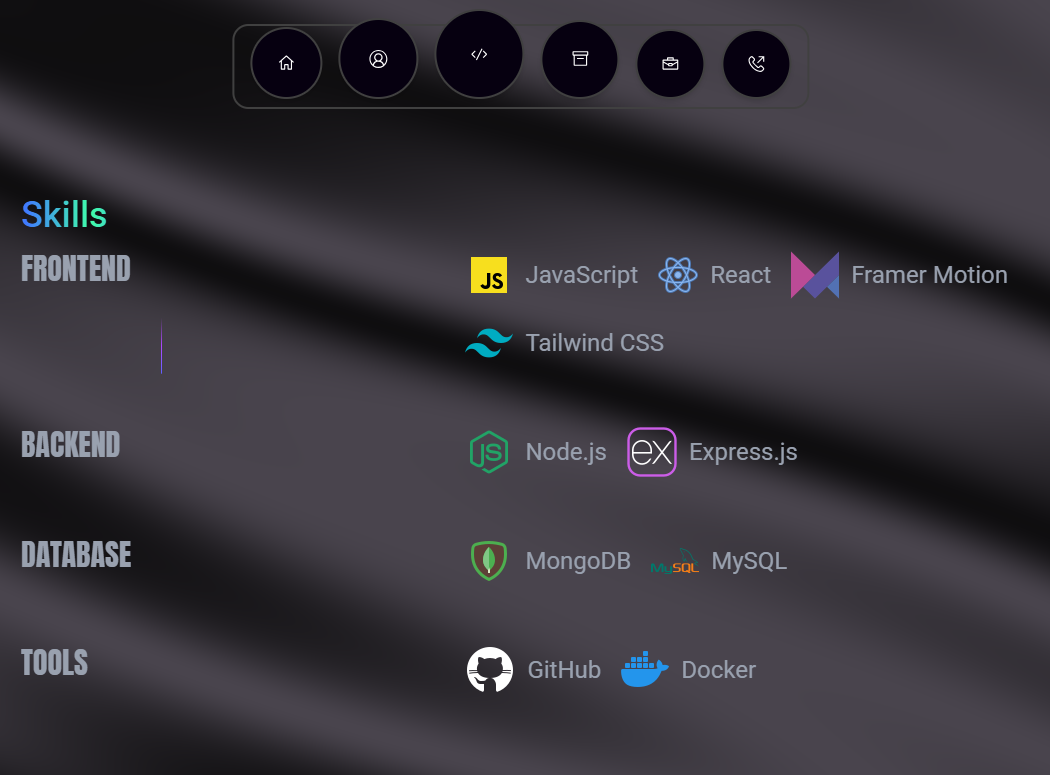 </>
Skills
FRONTEND
JS JavaScript React Framer Motion
Tailwind CSS
BACKEND
JS Node.js ex Express.js
DATABASE
MongoDB MySQL MySQL
TOOLS
GitHub Docker